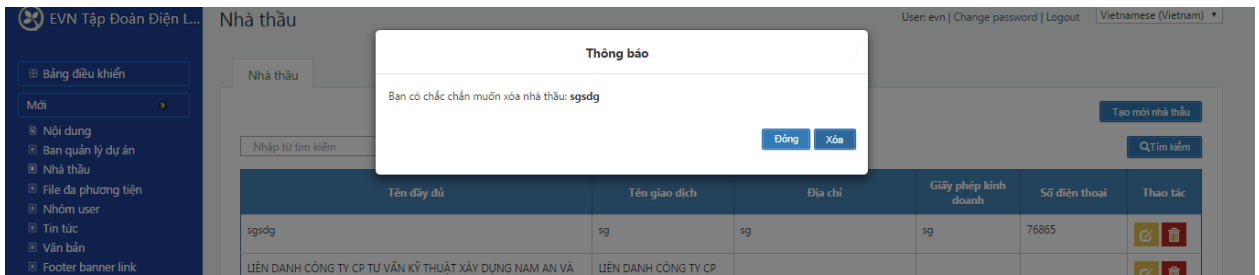 EVN Tập Đoàn Điện L...
Nhà thầu
User: evn | Change password | Logout
Vietnamese (Vietnam)
Thông báo
Bạn có chắc chắn muốn xóa nhà thầu: sgsdg
Đóng
Xóa
Bảng điều khiển
Mới
Nội dung
Ban quản lý dự án
Nhà thầu
File đa phương tiện
Nhóm user
Tin tức
Văn bản
Footer banner link
Nhà thầu
Tạo mới nhà thầu
Nhập từ tìm kiếm
Tìm kiếm
Tên đầy đủ
Tên giao dịch
Địa chỉ
Giấy phép kinh
doanh
Số điện thoại
Thao tác
sgsdg
sg
sg
sg
76865
LIÊN DANH CÔNG TY CP TƯ VẤN KỸ THUẬT XÂY DỰNG NAM AN VÀ
LIÊN DANH CÔNG TY CP